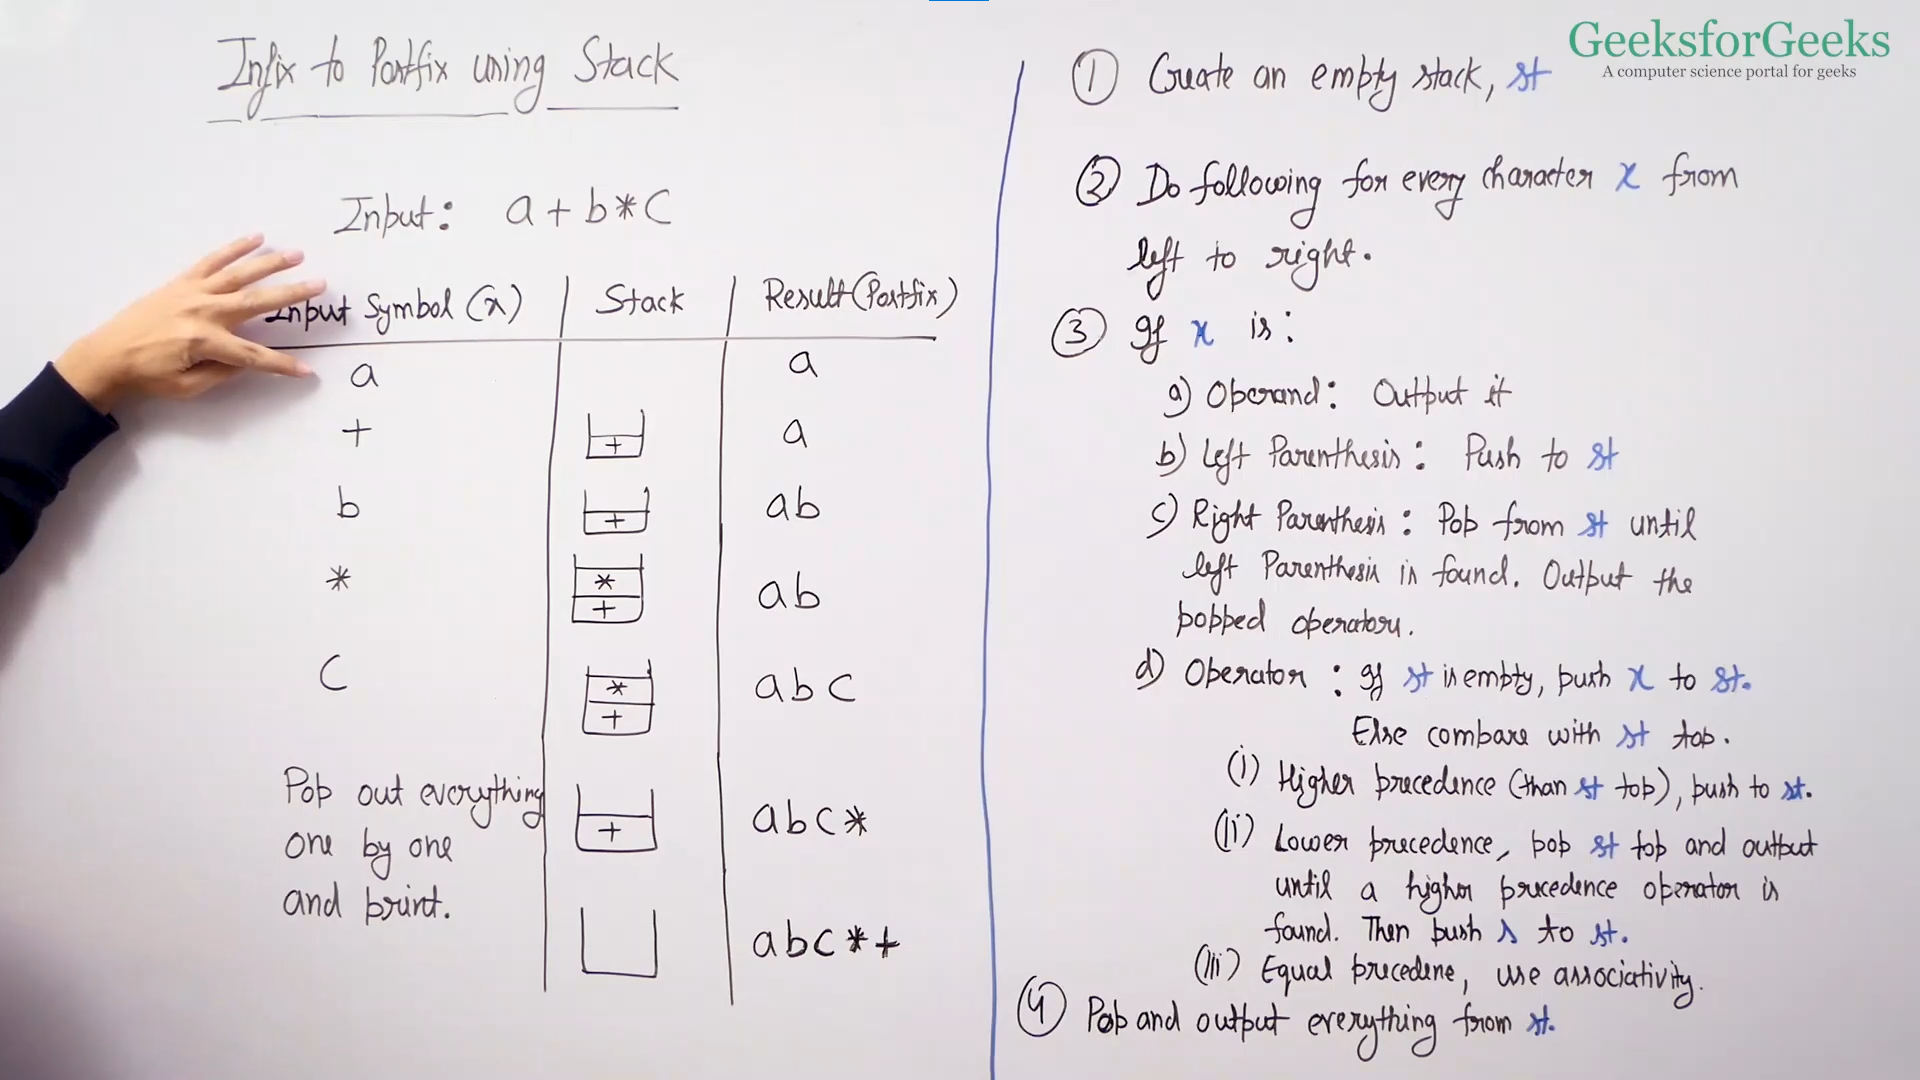 Infix to Postfix using Stack
Input: a + b * c
Input Symbol (x) Stack Result (Postfix)
a a
+ + a
b + ab
* * ab
+
c * abc
+
Pop out everything + abc*
one by one
and print. abc*+
GeeksforGeeks
A computer science portal for geeks
① Create an empty stack, st
② Do following for every character x from
left to right.
③ If x is:
a) Operand: Output it
b) Left Parenthesis: Push to st
c) Right Parenthesis: Pop from st until
left Parenthesis is found. Output the
popped operators.
d) Operator: If st is empty, push x to st.
Else compare with st top.
(i) Higher precedence (than st top), push to st.
(ii) Lower precedence, pop st top and output
until a higher precedence operator is
found. Then push s to st.
(iii) Equal precedene, use associativity.
④ Pop and output everything from st.